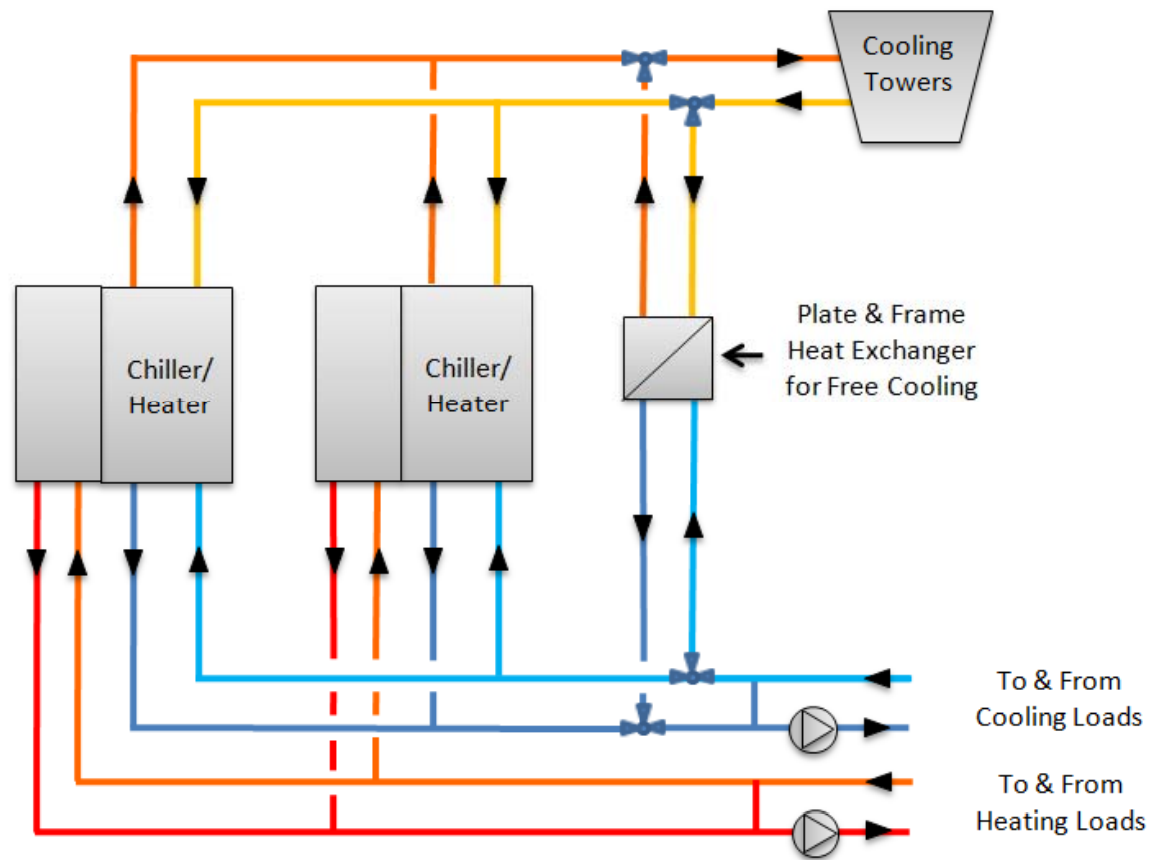 Cooling
Towers
Chiller/
Heater
Chiller/
Heater
Plate & Frame
Heat Exchanger
for Free Cooling
To & From
Cooling Loads
To & From
Heating Loads